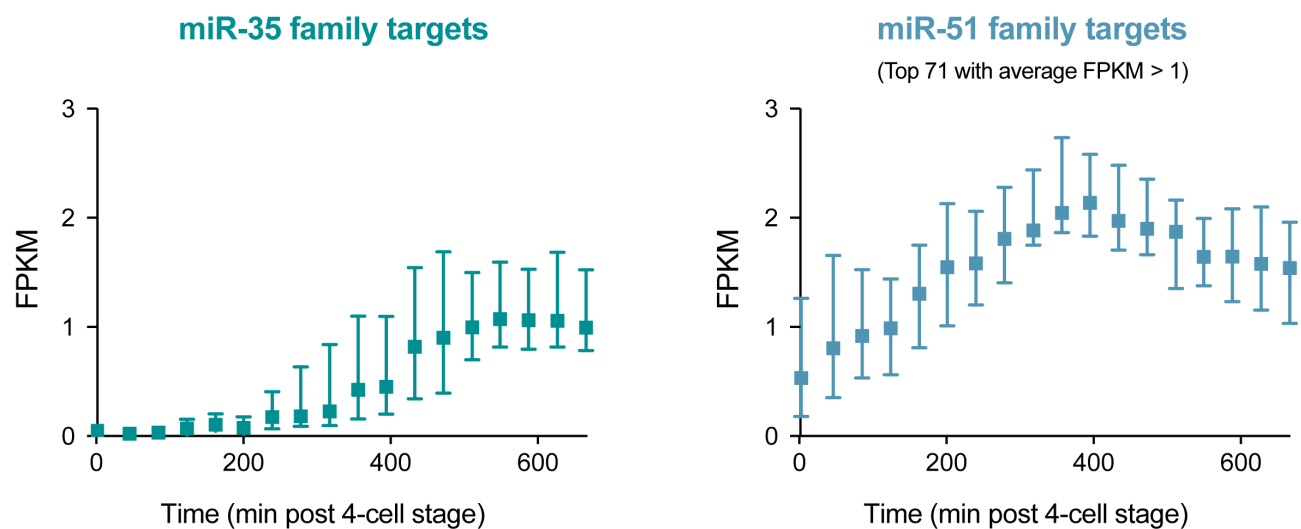 miR-35 family targets
3
2
1
0
FPKM
0 200 400 600
Time (min post 4-cell stage)
miR-51 family targets
(Top 71 with average FPKM > 1)
3
2
1
0
FPKM
0 200 400 600
Time (min post 4-cell stage)